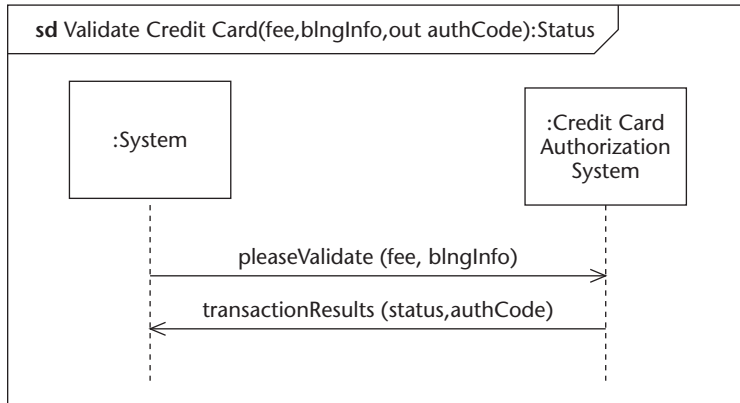 sd Validate Credit Card(fee,blngInfo,out authCode):Status
:System
:Credit Card
Authorization
System
pleaseValidate (fee, blngInfo)
transactionResults (status,authCode)